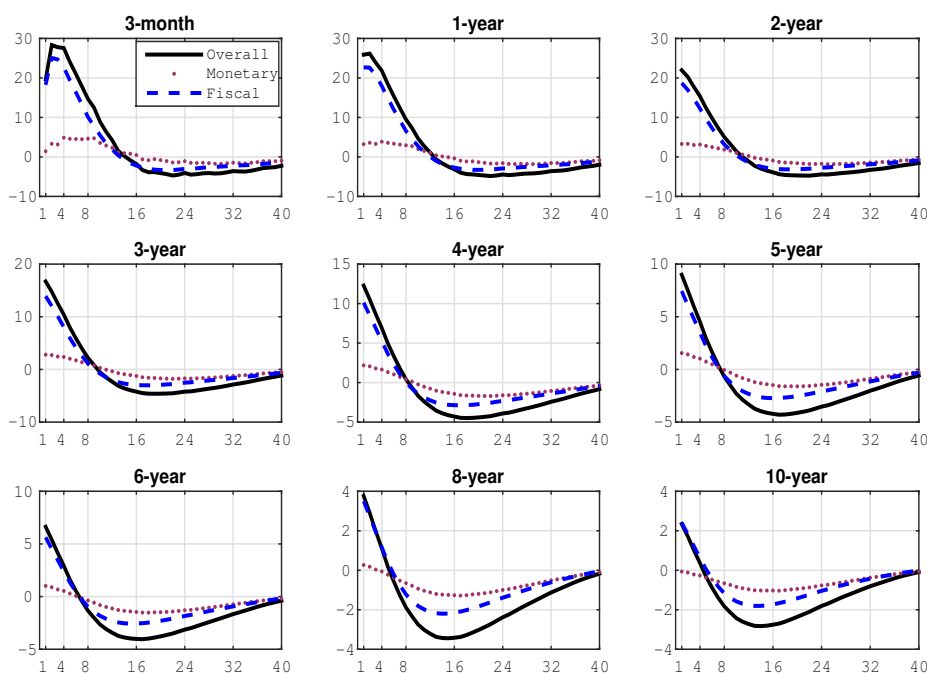 3-month 1-year 2-year
30 30 30
Overall
Monetary
Fiscal
20 20 20
10 10 10
0 0 0
−10 −10 −10
1 4 8 16 24 32 40 1 4 8 16 24 32 40 1 4 8 16 24 32 40
3-year 4-year 5-year
20 15 10
10
10 5
5
0 0 0
−10 −5 −5
1 4 8 16 24 32 40 1 4 8 16 24 32 40 1 4 8 16 24 32 40
6-year 8-year 10-year
10 4 4
5 2 2
0 0
0
−2 −2
−5 −4 −4
1 4 8 16 24 32 40 1 4 8 16 24 32 40 1 4 8 16 24 32 40